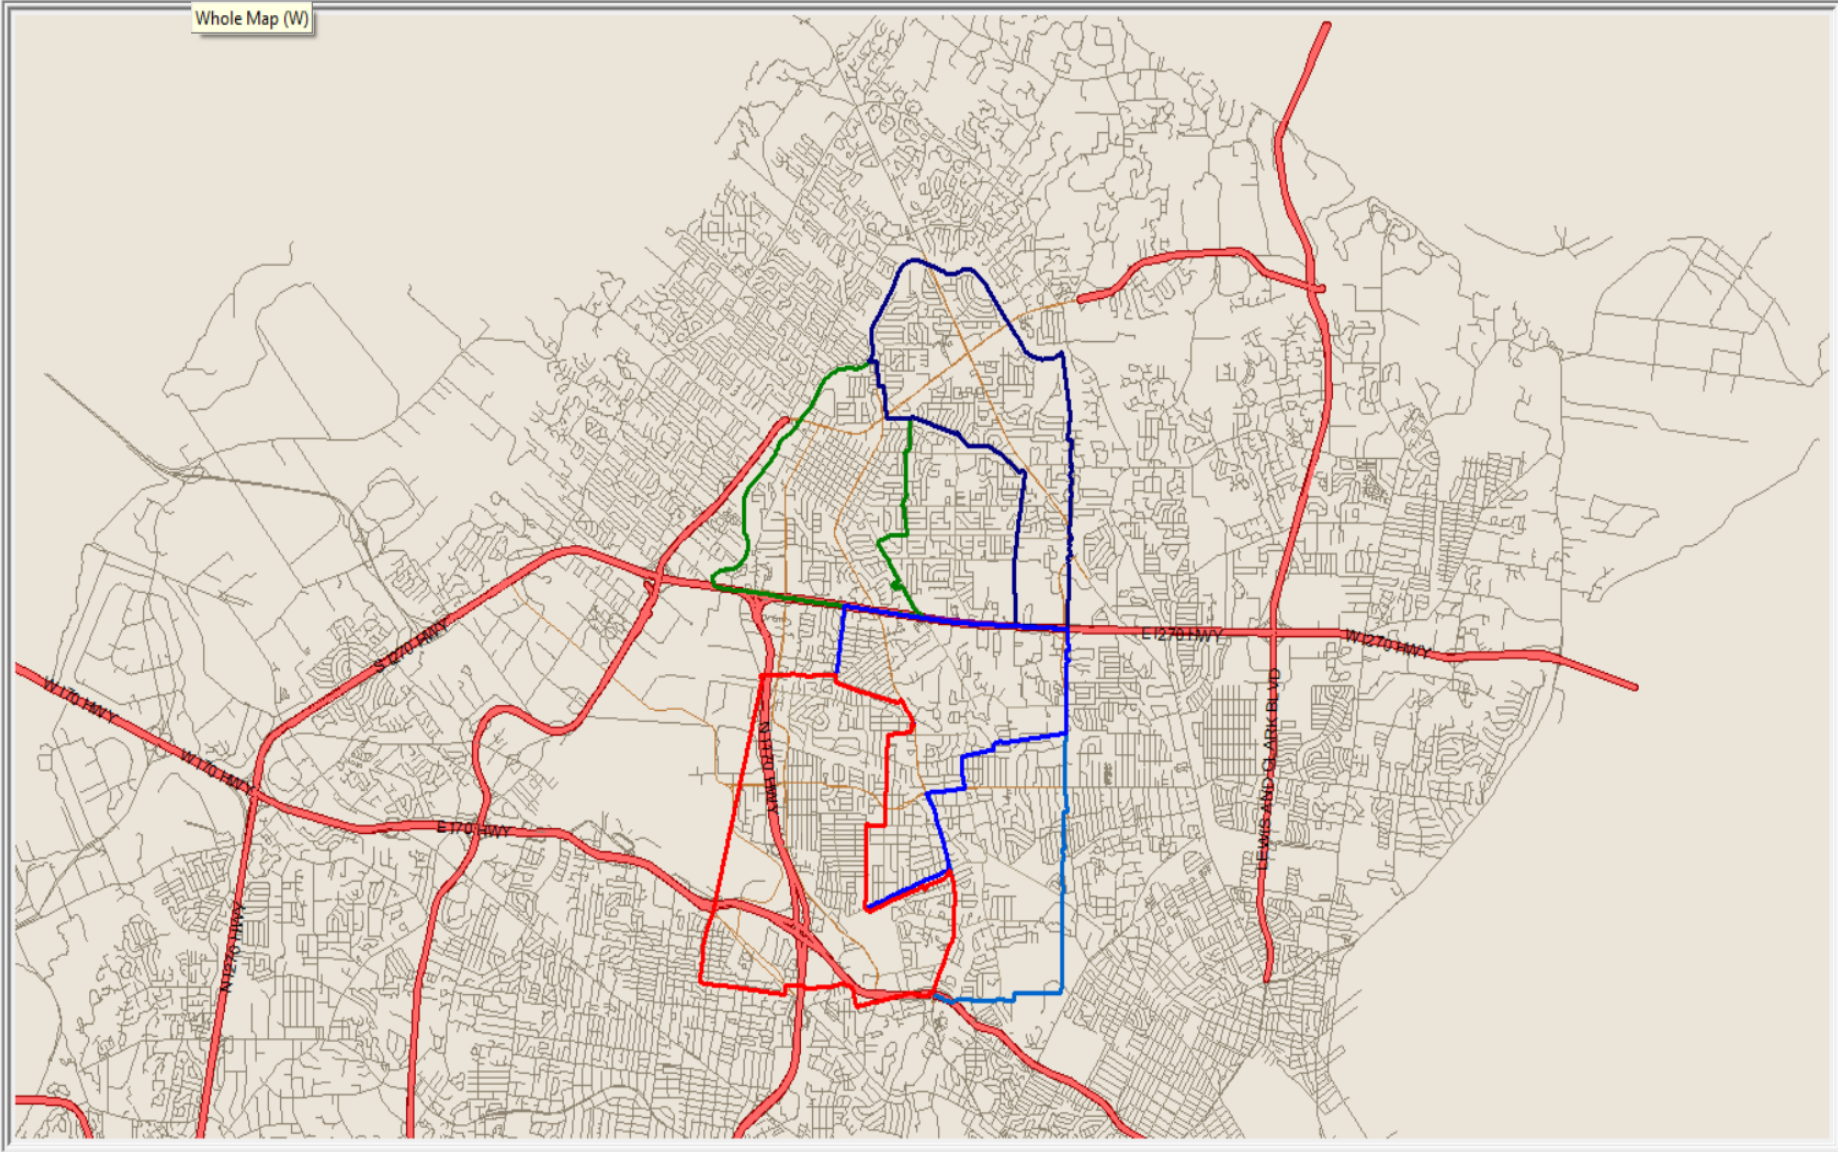 Whole Map (W)
E I270 HWY
W I270 HWY
S I270 HWY
W I70 HWY
W I70 HWY
N I170 HWY
E I70 HWY
LEWIS AND CLARK BLVD
N I270 HWY